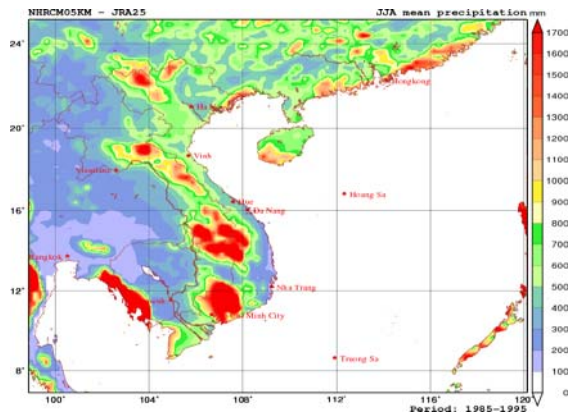 NHRCM05KM - JRA25 JJA mean precipitation mm
24°
20°
16°
12°
8°
Hongkong
Vinh
Hue
Da Nang
Hoang Sa
Bangkok
Nha Trang
Minh City
Truong Sa
1700
1600
1500
1400
1300
1200
1100
1000
900
800
700
600
500
400
300
200
100
0
100° 104° 108° 112° 116° 120
Period: 1985-1995